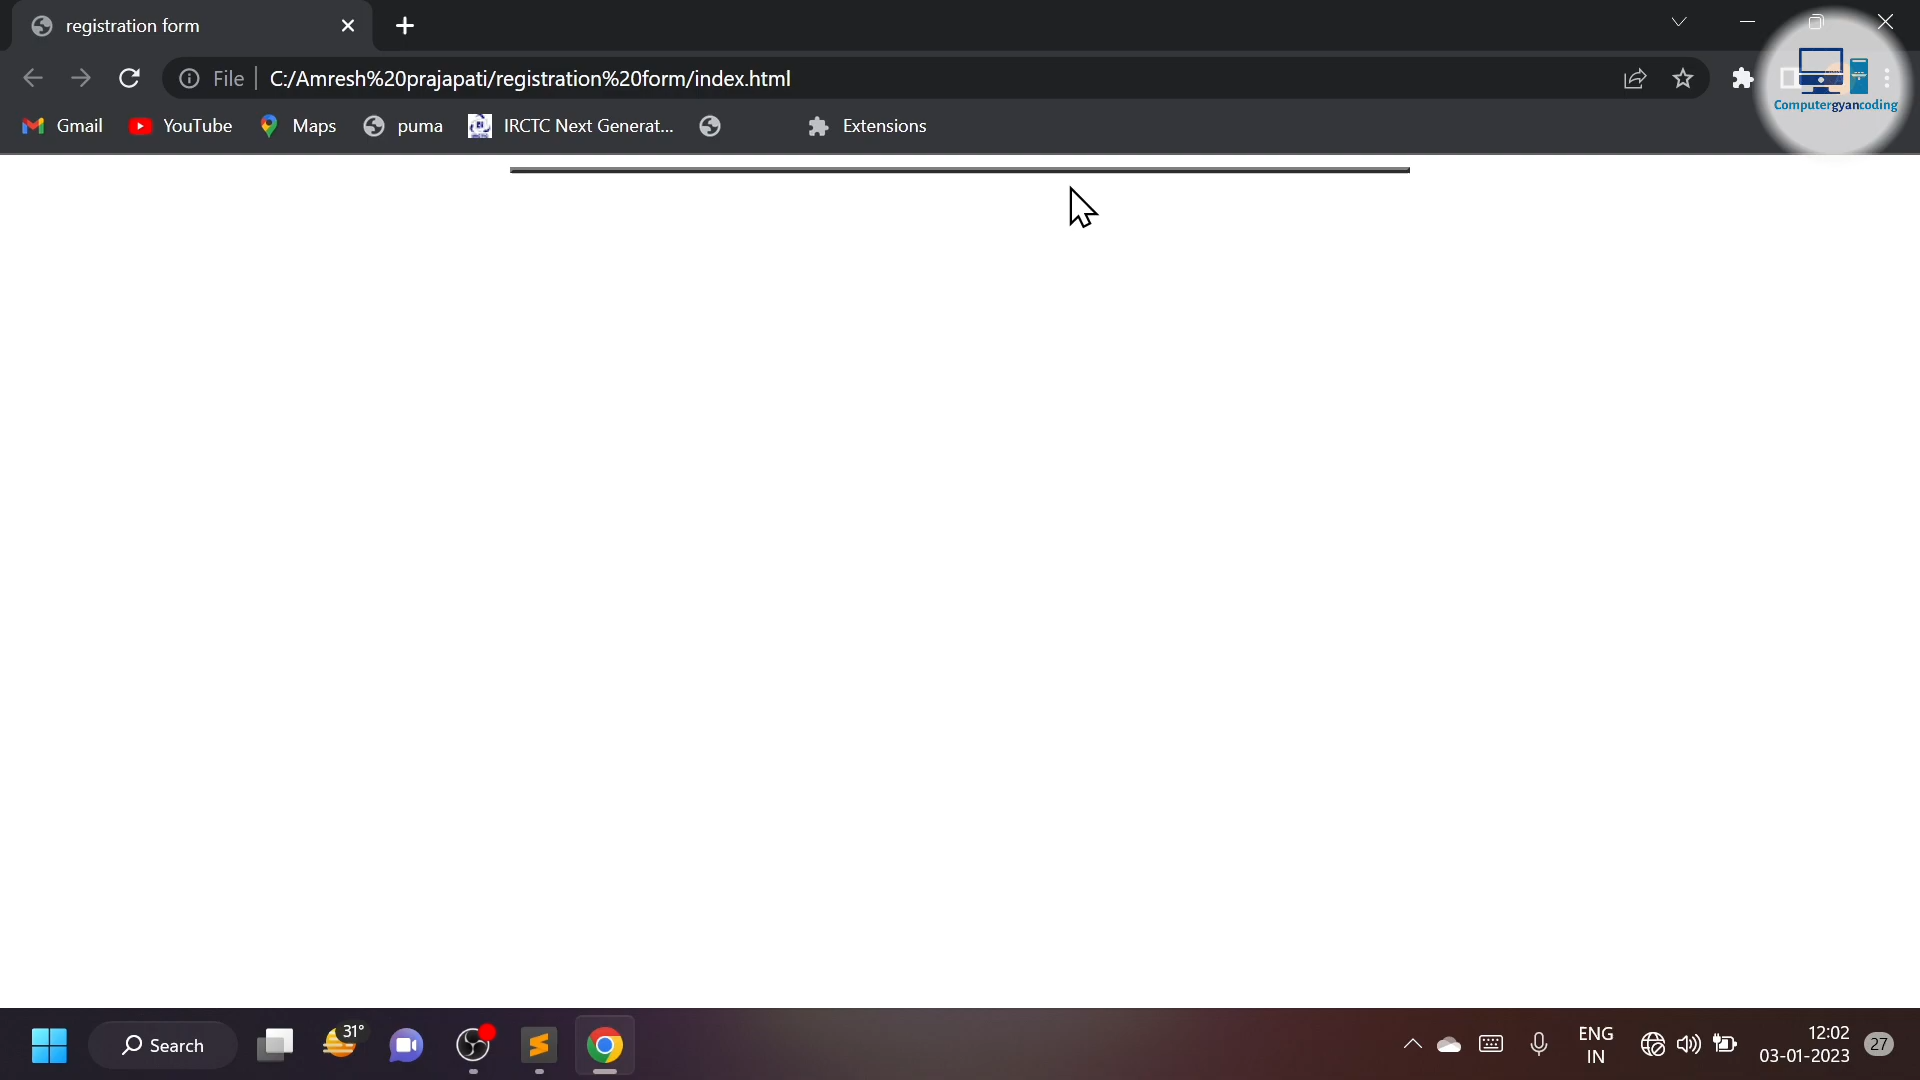 registration form
File C:/Amresh%20prajapati/registration%20form/index.html
Gmail YouTube Maps puma IRCTC Next Generat... Extensions
Computergyancoding
Search
31°
ENG
IN
12:02
03-01-2023
27